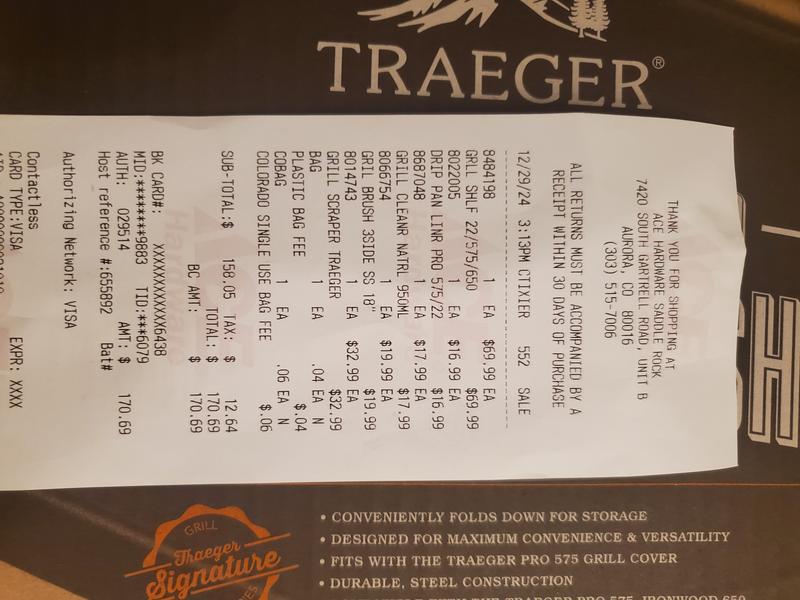 TRAEGER®
THANK YOU FOR SHOPPING AT
ACE HARDWARE SADDLE ROCK
7420 SOUTH GARTRELL ROAD, UNIT B
AURORA, CO 80016
(303) 515-7006
ALL RETURNS MUST BE ACCOMPANIED BY A
RECEIPT WITHIN 30 DAYS OF PURCHASE
12/29/24 3:13PM CTIXIER 552 SALE
8484198 1 EA $69.99 EA
GRLL SHLF 22/575/650 $69.99
8022005 1 EA $16.99 EA
DRIP PAN LINR PRO 575/22 $16.99
8687048 1 EA $17.99 EA
GRILL CLEANR NATRL 950ML $17.99
8066754 1 EA $19.99 EA
GRIL BRUSH 3SIDE SS 18" $19.99
8014743 1 EA $32.99 EA
GRILL SCRAPER TRAEGER $32.99
BAG 1 EA .04 EA N
PLASTIC BAG FEE $.04
COBAG 1 EA .06 EA N
COLORADO SINGLE USE BAG FEE $.06
SUB-TOTAL:$ 158.05 TAX: $ 12.64
TOTAL: $ 170.69
BC AMT: $ 170.69
BK CARD#: XXXXXXXXXXXX6438
MID:********9883 TID:***6079
AUTH: 029514 AMT: $ 170.69
Host reference #:655892 Bat#
Authorizing Network: VISA
Contactless
CARD TYPE:VISA EXPR: XXXX
GRILL
Traeger
Signature
• CONVENIENTLY FOLDS DOWN FOR STORAGE
• DESIGNED FOR MAXIMUM CONVENIENCE & VERSATILITY
• FITS WITH THE TRAEGER PRO 575 GRILL COVER
• DURABLE, STEEL CONSTRUCTION